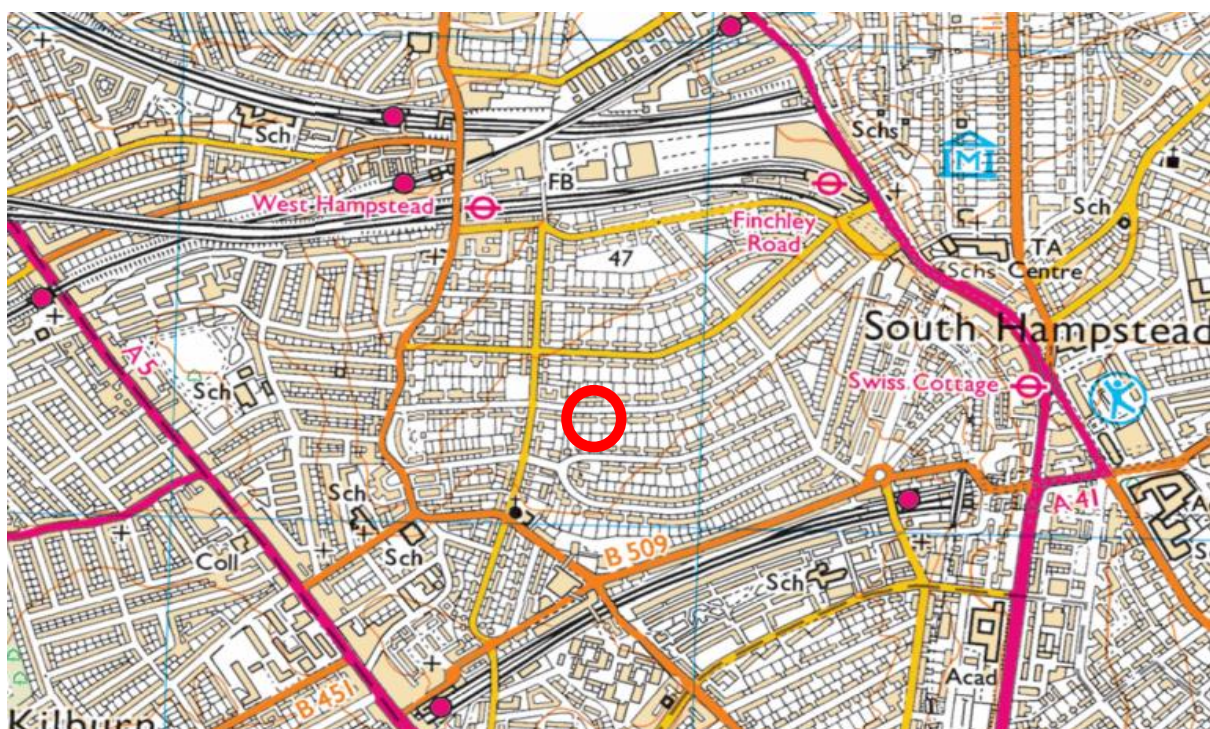 Sch
Schs
M
West Hampstead
FB
Finchley
Road
Sch
47
TA
Schs Centre
South Hampstead
A 5
Sch
Swiss Cottage
Sch
A 41
Coll
Sch
B 509
Sch
Acad
B 451
Kilburn